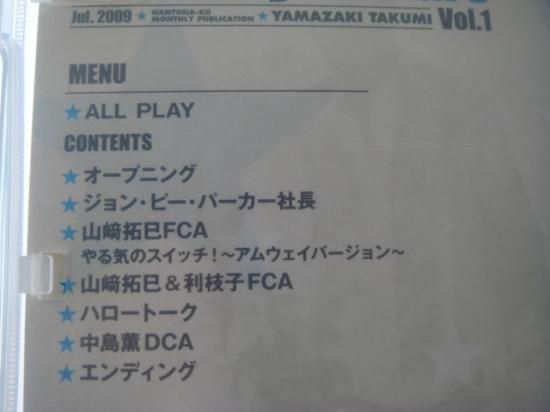 Jul. 2009 ★ NANTOKA-KU MONTHLY PUBLICATION ★ YAMAZAKI TAKUMI Vol.1
MENU
★ ALL PLAY
CONTENTS
★ オープニング
★ ジョン・ピー・パーカー社長
★ 山﨑拓巳FCA
やる気のスイッチ!〜アムウェイバージョン〜
★ 山﨑拓巳&利枝子FCA
★ ハロートーク
★ 中島薫DCA
★ エンディング